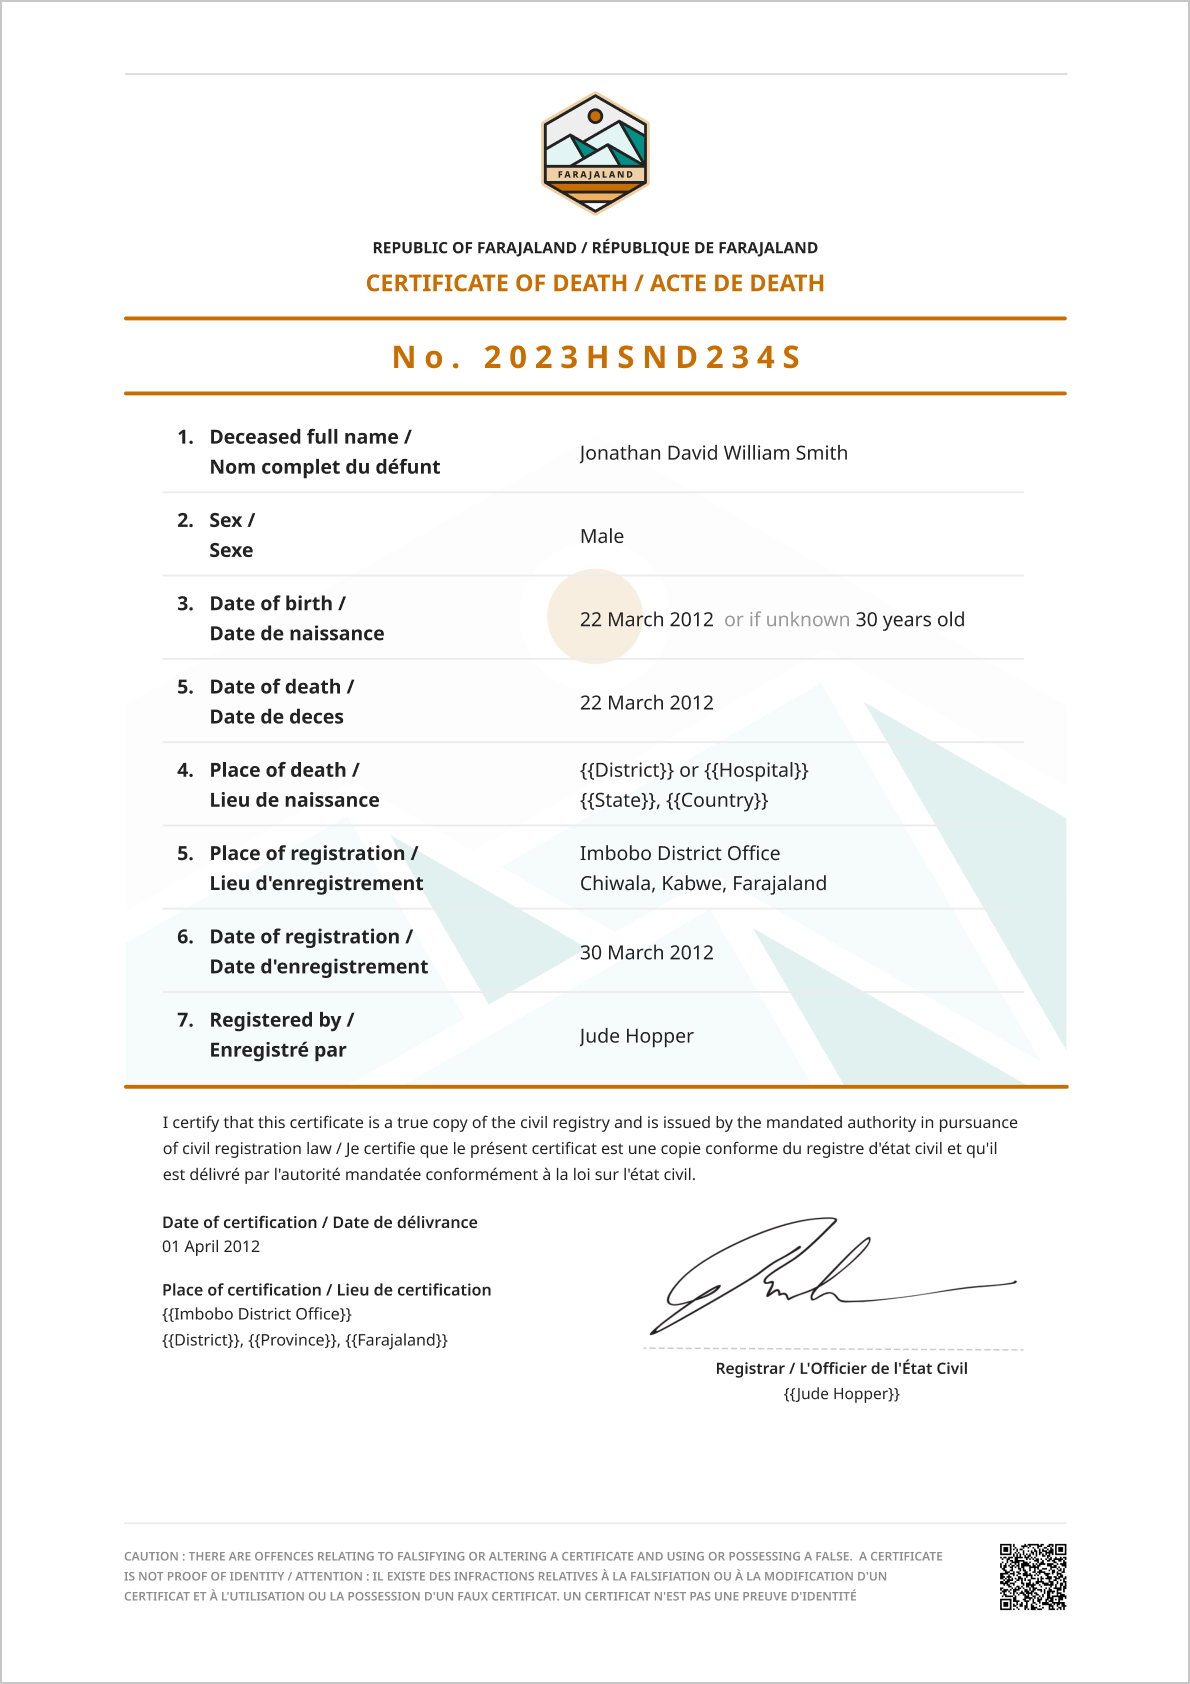 FARAJALAND
REPUBLIC OF FARAJALAND / RÉPUBLIQUE DE FARAJALAND
CERTIFICATE OF DEATH / ACTE DE DEATH
No. 2023HSND234S
1. Deceased full name /
Nom complet du défunt
Jonathan David William Smith
2. Sex /
Sexe
Male
3. Date of birth /
Date de naissance
22 March 2012 or if unknown 30 years old
5. Date of death /
Date de deces
22 March 2012
4. Place of death /
Lieu de naissance
{{District}} or {{Hospital}}
{{State}}, {{Country}}
5. Place of registration /
Lieu d'enregistrement
Imbobo District Office
Chiwala, Kabwe, Farajaland
6. Date of registration /
Date d'enregistrement
30 March 2012
7. Registered by /
Enregistré par
Jude Hopper
I certify that this certificate is a true copy of the civil registry and is issued by the mandated authority in pursuance
of civil registration law / Je certifie que le présent certificat est une copie conforme du registre d'état civil et qu'il
est délivré par l'autorité mandatée conformément à la loi sur l'état civil.
Date of certification / Date de délivrance
01 April 2012
Place of certification / Lieu de certification
{{Imbobo District Office}}
{{District}}, {{Province}}, {{Farajaland}}
Registrar / L'Officier de l'État Civil
{{Jude Hopper}}
CAUTION : THERE ARE OFFENCES RELATING TO FALSIFYING OR ALTERING A CERTIFICATE AND USING OR POSSESSING A FALSE. A CERTIFICATE
IS NOT PROOF OF IDENTITY / ATTENTION : IL EXISTE DES INFRACTIONS RELATIVES À LA FALSIFIATION OU À LA MODIFICATION D'UN
CERTIFICAT ET À L'UTILISATION OU LA POSSESSION D'UN FAUX CERTIFICAT. UN CERTIFICAT N'EST PAS UNE PREUVE D'IDENTITÉ